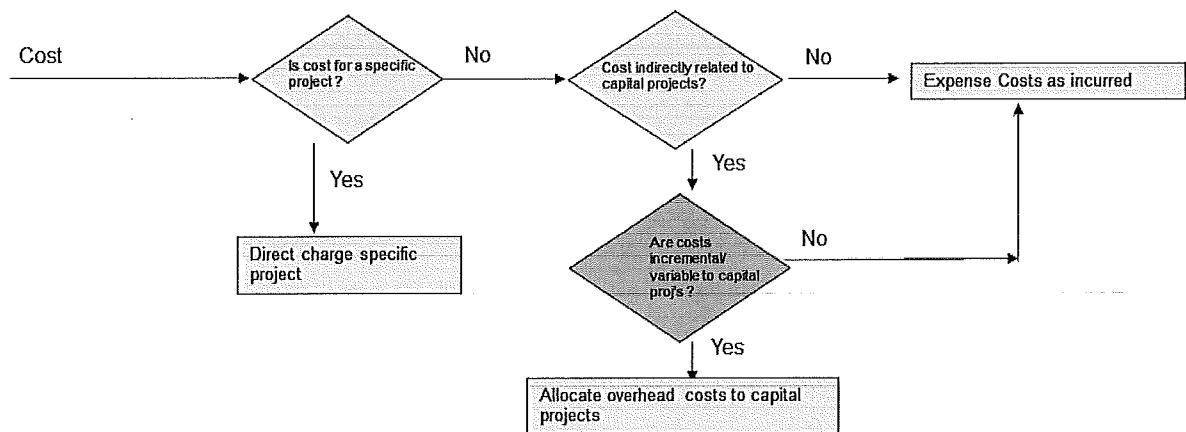 Cost
Is cost for a specific
project ?
No
Cost indirectly related to
capital projects?
No
Expense Costs as incurred
Yes
Yes
Direct charge specific
project
Are costs
incremental/
variable to capital
proj's ?
No
Yes
Allocate overhead costs to capital
projects